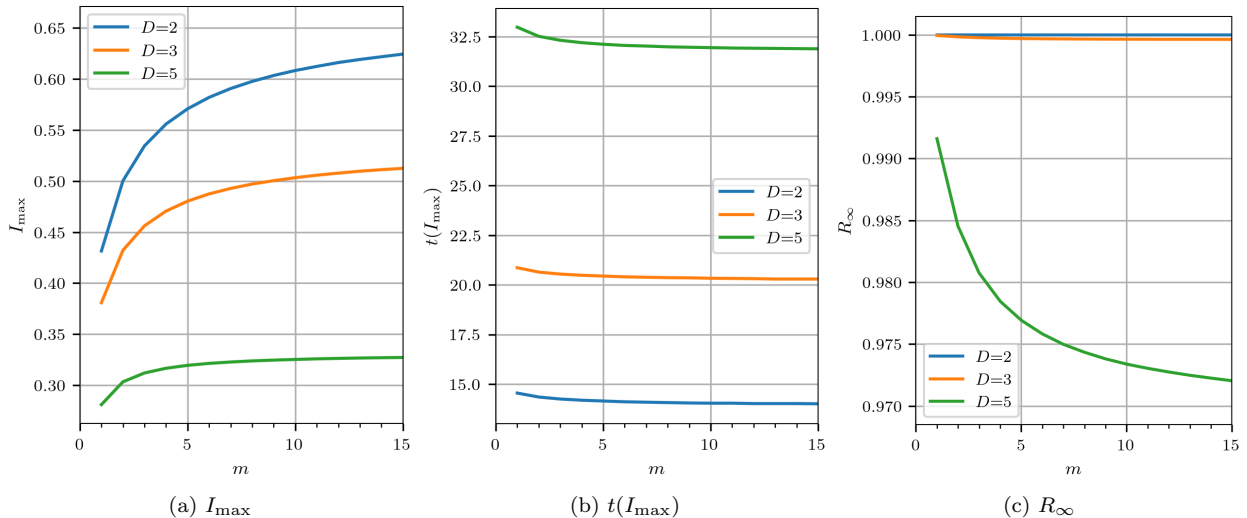 0.65
0.60
0.55
0.50
0.45
0.40
0.35
0.30
I_max
D=2
D=3
D=5
0 5 10 15
m
(a) I_max
32.5
30.0
27.5
25.0
22.5
20.0
17.5
15.0
t(I_max)
D=2
D=3
D=5
0 5 10 15
m
(b) t(I_max)
1.000
0.995
0.990
0.985
0.980
0.975
0.970
R_∞
D=2
D=3
D=5
0 5 10 15
m
(c) R_∞